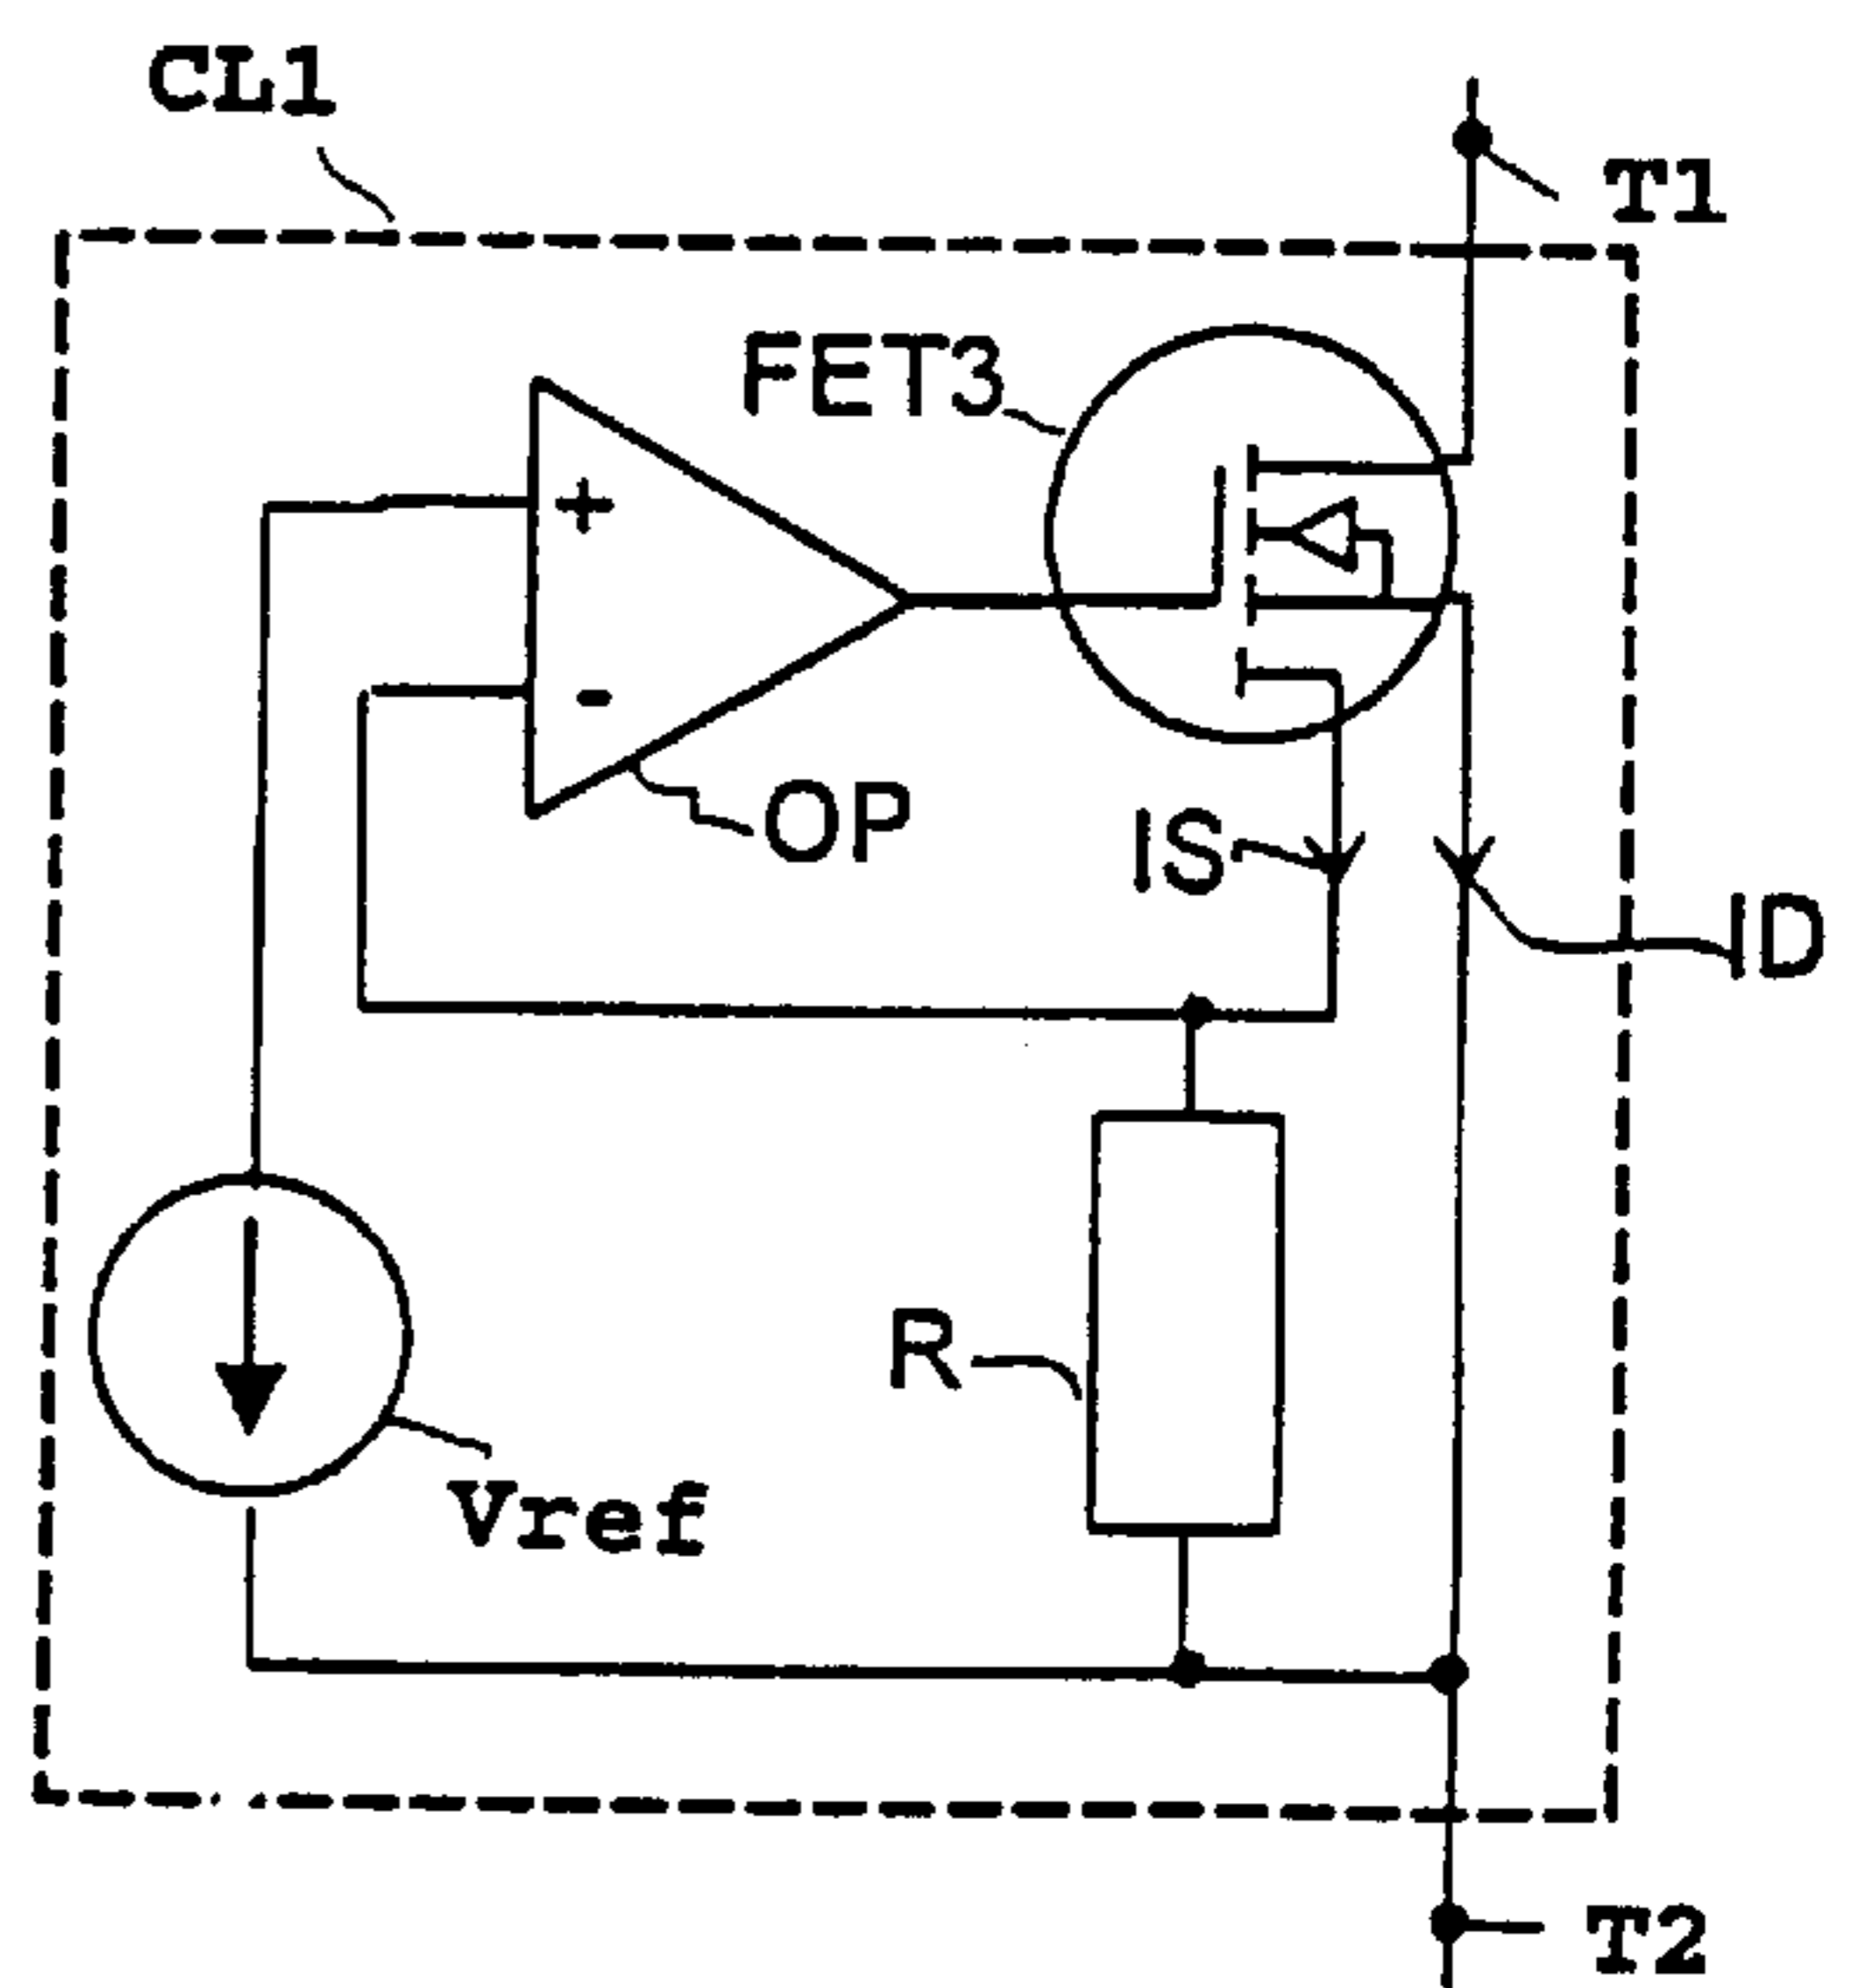 CL1
T1
FET3
+
-
OP
IS
ID
R
Vref
T2